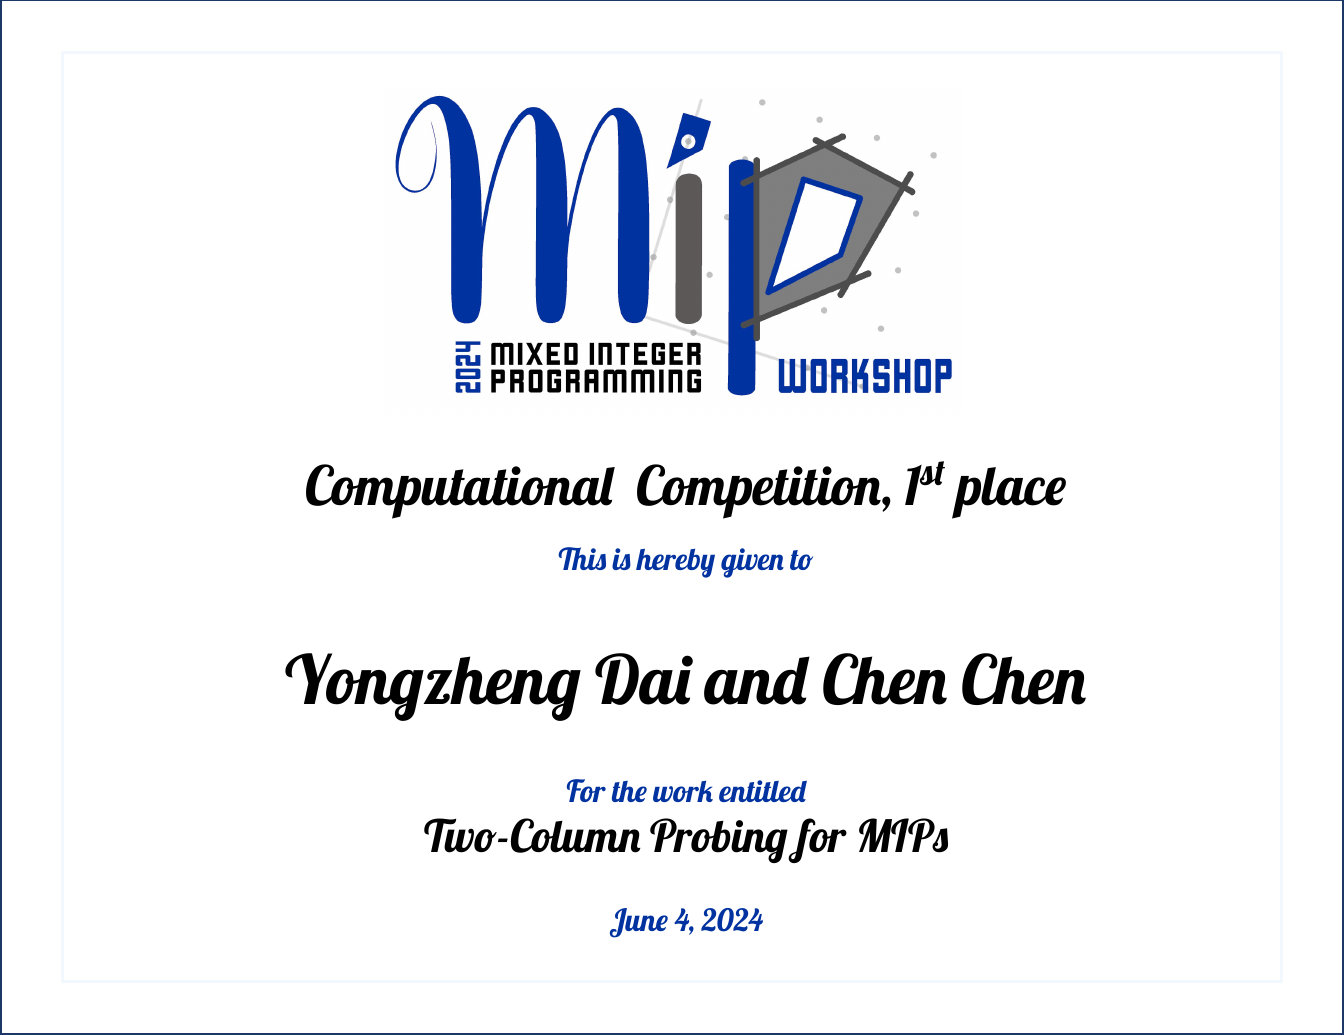 Mip
2024
MIXED INTEGER
PROGRAMMING
WORKSHOP
Computational Competition, 1st place
This is hereby given to
Yongzheng Dai and Chen Chen
For the work entitled
Two-Column Probing for MIPs
June 4, 2024